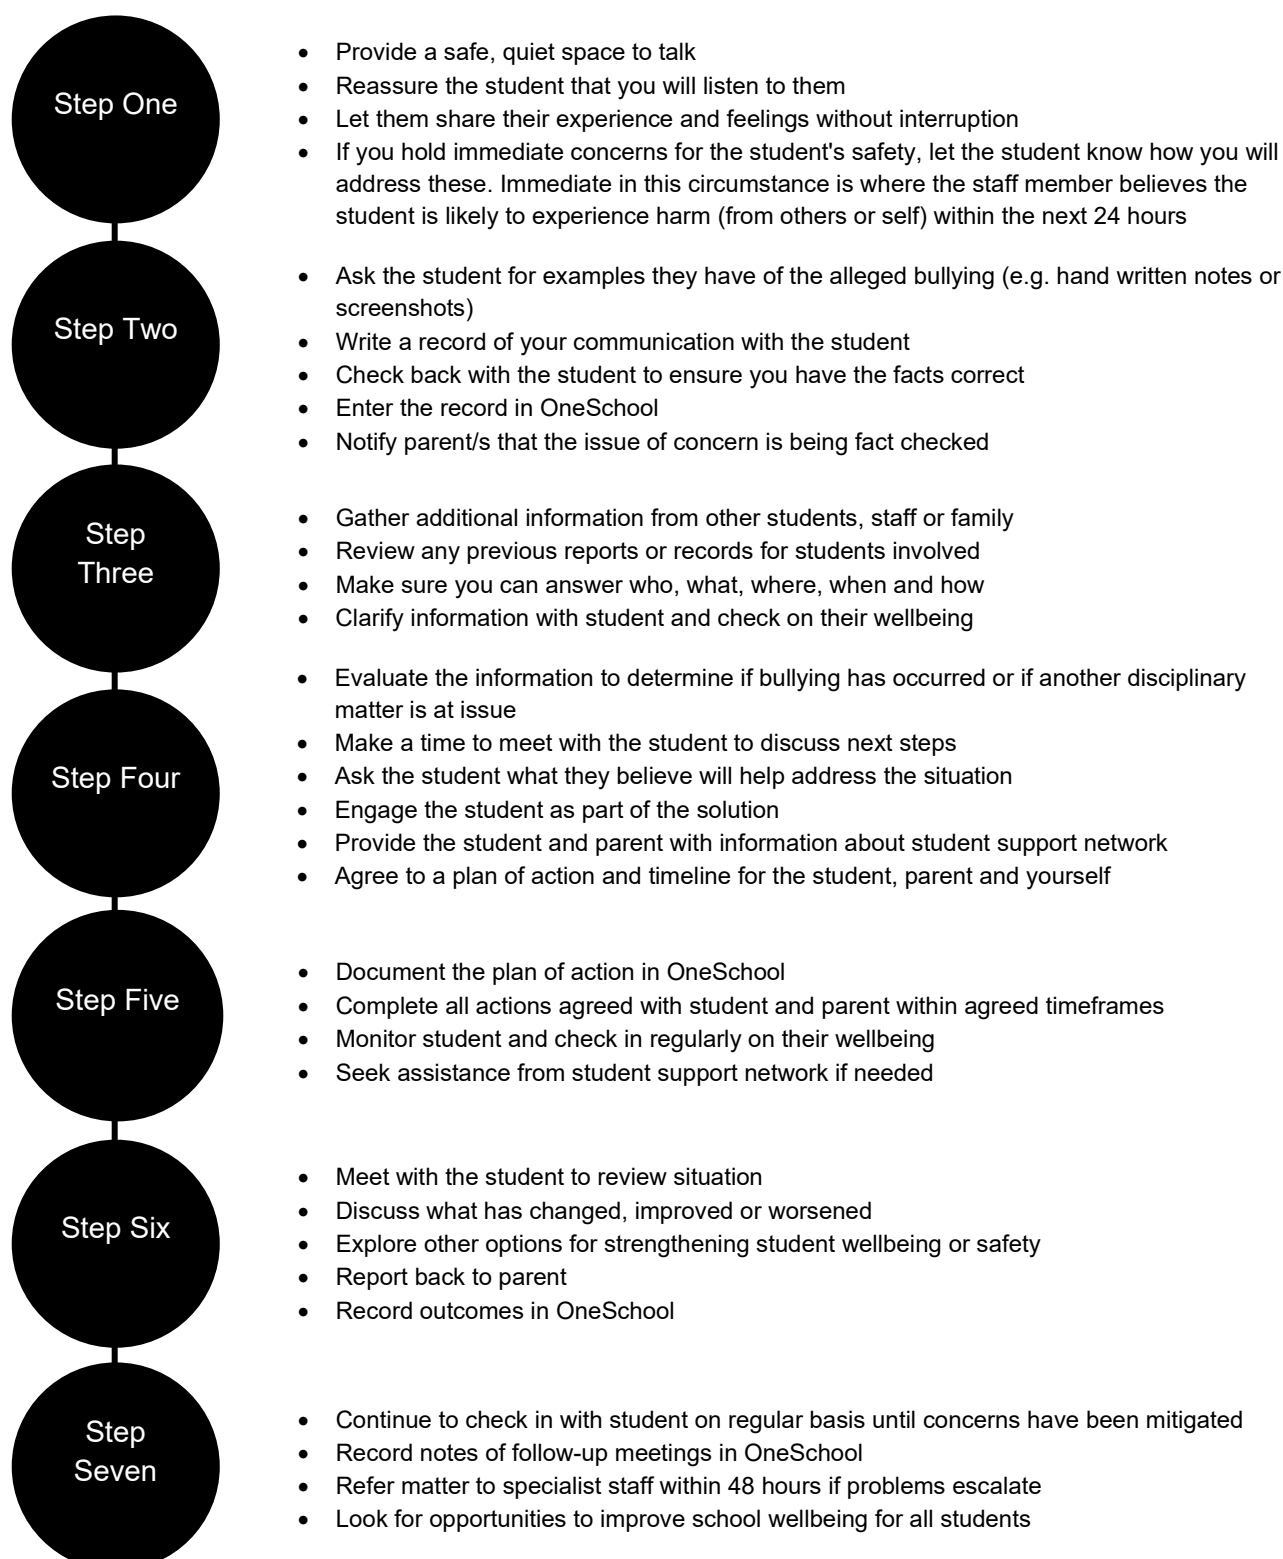 Step One
• Provide a safe, quiet space to talk
• Reassure the student that you will listen to them
• Let them share their experience and feelings without interruption
• If you hold immediate concerns for the student's safety, let the student know how you will
address these. Immediate in this circumstance is where the staff member believes the
student is likely to experience harm (from others or self) within the next 24 hours
Step Two
• Ask the student for examples they have of the alleged bullying (e.g. hand written notes or
screenshots)
• Write a record of your communication with the student
• Check back with the student to ensure you have the facts correct
• Enter the record in OneSchool
• Notify parent/s that the issue of concern is being fact checked
Step
Three
• Gather additional information from other students, staff or family
• Review any previous reports or records for students involved
• Make sure you can answer who, what, where, when and how
• Clarify information with student and check on their wellbeing
Step Four
• Evaluate the information to determine if bullying has occurred or if another disciplinary
matter is at issue
• Make a time to meet with the student to discuss next steps
• Ask the student what they believe will help address the situation
• Engage the student as part of the solution
• Provide the student and parent with information about student support network
• Agree to a plan of action and timeline for the student, parent and yourself
Step Five
• Document the plan of action in OneSchool
• Complete all actions agreed with student and parent within agreed timeframes
• Monitor student and check in regularly on their wellbeing
• Seek assistance from student support network if needed
Step Six
• Meet with the student to review situation
• Discuss what has changed, improved or worsened
• Explore other options for strengthening student wellbeing or safety
• Report back to parent
• Record outcomes in OneSchool
Step
Seven
• Continue to check in with student on regular basis until concerns have been mitigated
• Record notes of follow-up meetings in OneSchool
• Refer matter to specialist staff within 48 hours if problems escalate
• Look for opportunities to improve school wellbeing for all students